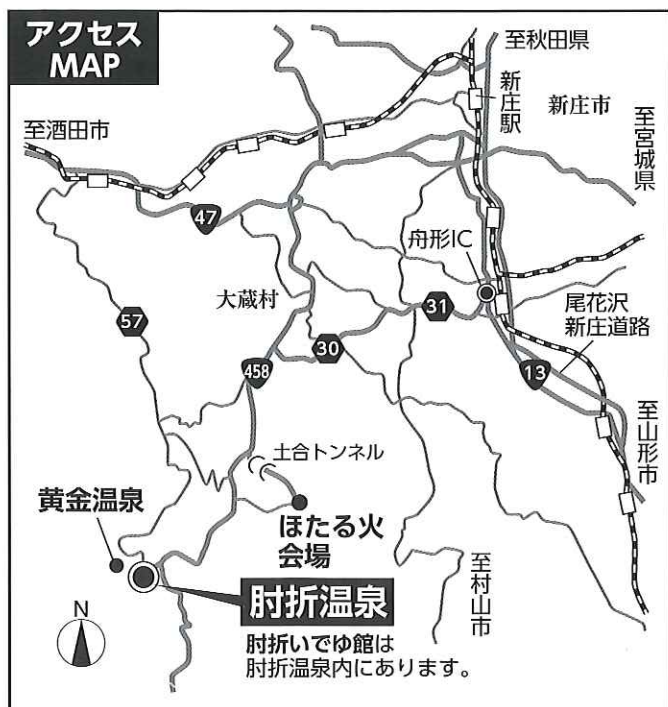 アクセス
MAP
至秋田県
新庄駅
新庄市
至宮城県
至酒田市
47
舟形IC
大蔵村
57
31
尾花沢
新庄道路
30
458
13
至山形市
土合トンネル
黄金温泉
ほたる火
会場
至村山市
肘折温泉
N
肘折いでゆ館は
肘折温泉内にあります。